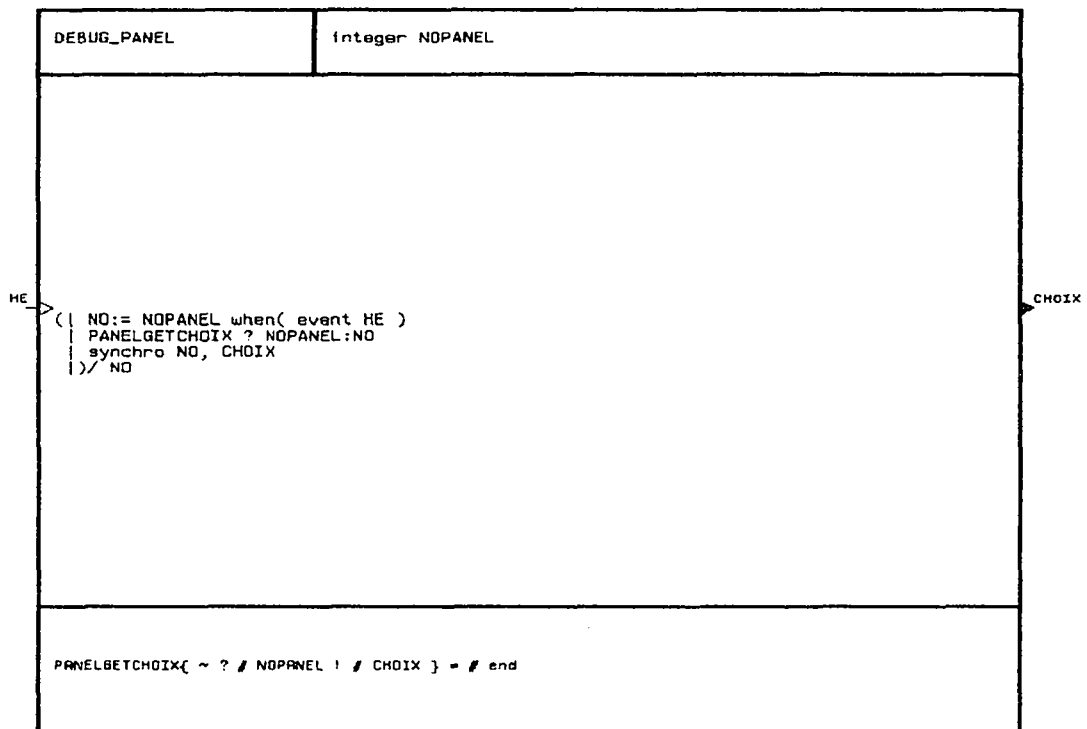 DEBUG_PANEL
integer NOPANEL
HE
CHOIX
(| NO:= NOPANEL when( event HE )
| PANELGETCHOIX ? NOPANEL:NO
| synchro NO, CHOIX
|)/ NO
PANELGETCHOIX{ ~ ? # NOPANEL ! # CHOIX } = # end